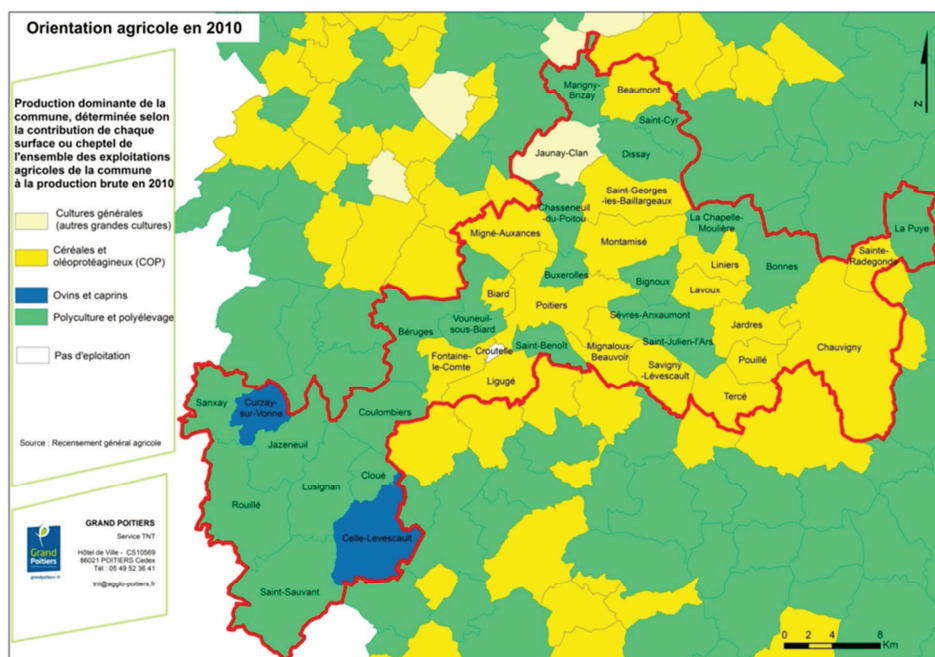 Orientation agricole en 2010
Production dominante de la
commune, déterminée selon
la contribution de chaque
surface ou cheptel de
l'ensemble des exploitations
agricoles de la commune
à la production brute en 2010
Cultures générales
(autres grandes cultures)
Céréales et
oléoprotéagineux (COP)
Ovins et caprins
Polyculture et polyélevage
Pas d'eploitation
Source : Recensement général agricole
Grand
Poitiers
grandpoitiers.fr
GRAND POITIERS
Service TNT
Hôtel de Ville - CS10569
86021 POITIERS Cedex
Tél : 05 49 52 36 41
tnt@agglo-poitiers.fr
N
Marigny-
Brizay
Beaumont
Saint-Cyr
Jaunay-Clan
Dissay
Saint-Georges
-les-Baillargeaux
Chasseneuil
-du-Poitou
La Chapelle-
Moulière
La Puye
Migné-Auxances
Montamisé
Sainte-
Radegonde
Liniers
Bonnes
Buxerolles
Bignoux
Lavoux
Biard
Poitiers
Vouneuil
-sous-Biard
Sèvres-Anxaumont
Béruges
Jardres
Saint-Benoît
Mignaloux-
Beauvoir
Saint-Julien-l'Ars
Chauvigny
Croutelle
Fontaine-
le-Comte
Pouillé
Savigny
-Lévescault
Ligugé
Tercé
Sanxay
Curzay-
sur-Vonne
Coulombiers
Jazeneuil
Cloué
Lusignan
Rouillé
Celle-Levescault
Saint-Sauvant
0 2 4 8
Km